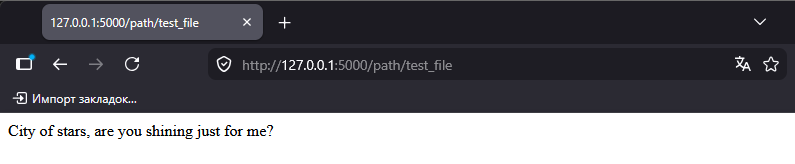 127.0.0.1:5000/path/test_file
http://127.0.0.1:5000/path/test_file
Импорт закладок...
City of stars, are you shining just for me?